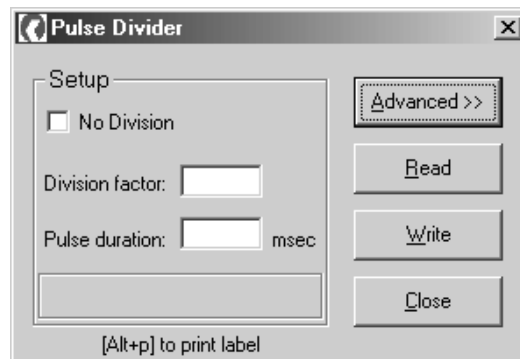 Pulse Divider
Setup
No Division
Division factor:
Pulse duration: msec
Advanced >>
Read
Write
Close
[Alt+p] to print label